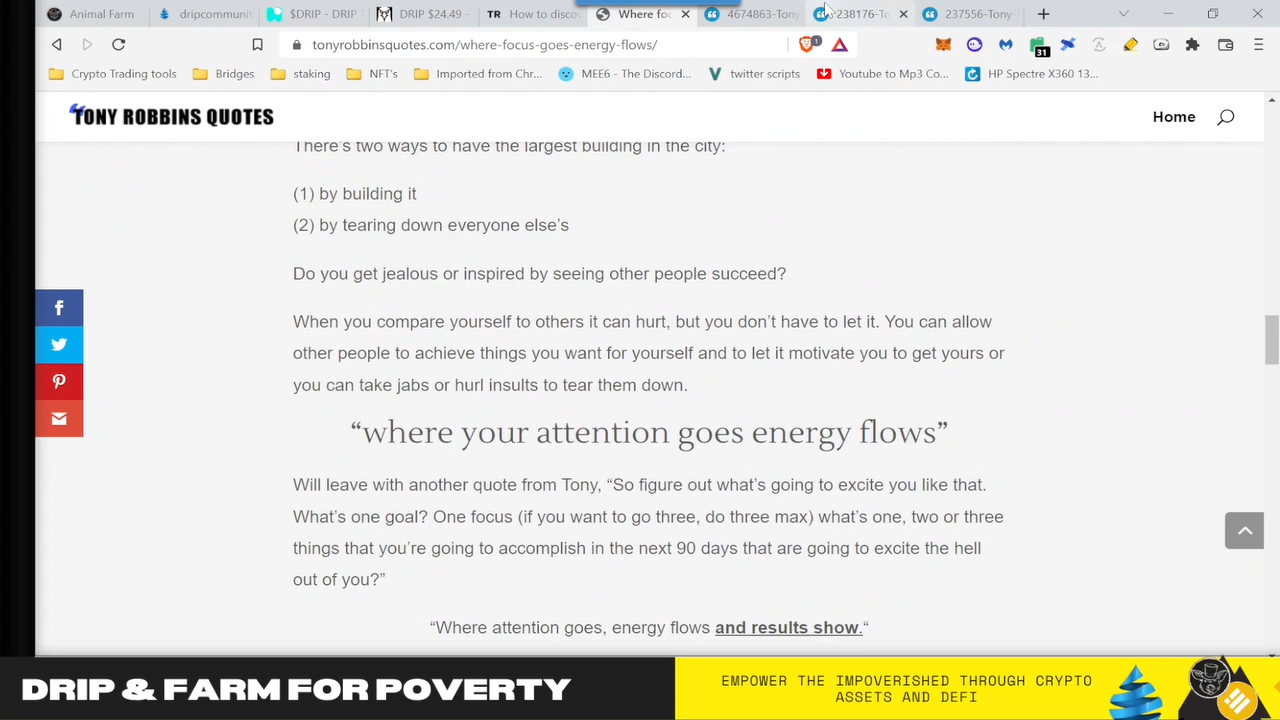 Animal Farm
dripcommunit
$DRIP - DRIP
DRIP $24.49 -
TR How to discov
Where foc
4674863-Tony
238176-To
237556-Tony-
tonyrobbinsquotes.com/where-focus-goes-energy-flows/
1
31
Crypto Trading tools
Bridges
staking
NFT's
Imported from Chr...
MEE6 - The Discord...
twitter scripts
Youtube to Mp3 Co...
HP Spectre X360 13...
TONY ROBBINS QUOTES
Home
There's two ways to have the largest building in the city:
(1) by building it
(2) by tearing down everyone else's
Do you get jealous or inspired by seeing other people succeed?
When you compare yourself to others it can hurt, but you don't have to let it. You can allow
other people to achieve things you want for yourself and to let it motivate you to get yours or
you can take jabs or hurl insults to tear them down.
“where your attention goes energy flows”
Will leave with another quote from Tony, “So figure out what's going to excite you like that.
What's one goal? One focus (if you want to go three, do three max) what's one, two or three
things that you're going to accomplish in the next 90 days that are going to excite the hell
out of you?”
“Where attention goes, energy flows and results show.“
DRIP & FARM FOR POVERTY
EMPOWER THE IMPOVERISHED THROUGH CRYPTO
ASSETS AND DEFI